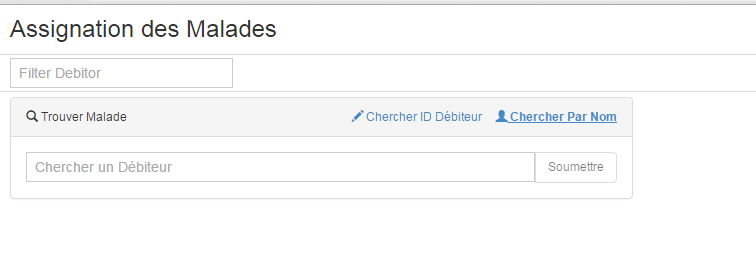 Assignation des Malades
Filter Debitor
Trouver Malade Chercher ID Débiteur Chercher Par Nom
Chercher un Débiteur Soumettre